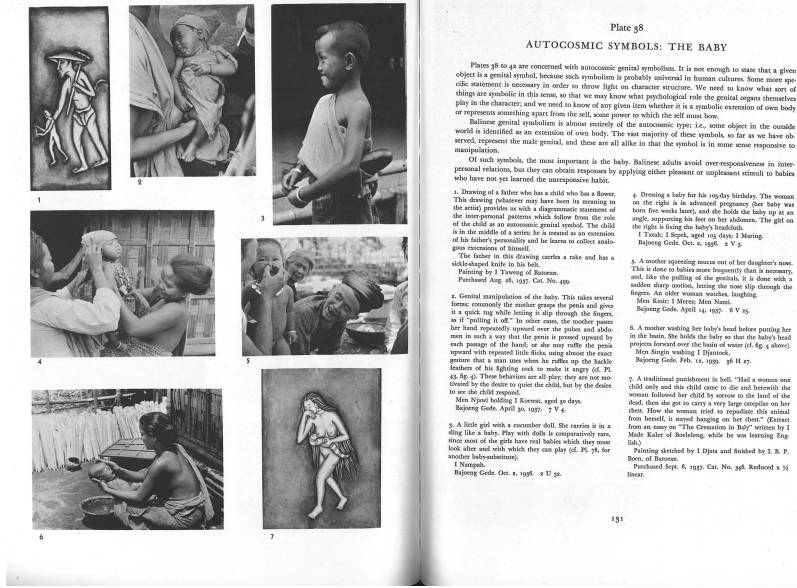 1
2
3
4
5
6
7
Plate 38
AUTOCOSMIC SYMBOLS: THE BABY
Plates 38 to 42 are concerned with autocosmic genital symbolism. It is not enough to state that a given
object is a genital symbol, because such symbolism is probably universal in human cultures. Some more spe-
cific statement is necessary in order to throw light on character structure. We need to know what sort of
things are symbolic in this sense, so that we may know what psychological role the genital organs themselves
play in the character; and we need to know of any given item whether it is a symbolic extension of own body
or represents something apart from the self, some power to which the self must bow.
Balinese genital symbolism is almost entirely of the autocosmic type; i.e., some object in the outside
world is identified as an extension of own body. The vast majority of these symbols, so far as we have ob-
served, represent the male genital, and these are all alike in that the symbol is in some sense responsive to
manipulation.
Of such symbols, the most important is the baby. Balinese adults avoid over-responsiveness in inter-
personal relations, but they can obtain responses by applying either pleasant or unpleasant stimuli to babies
who have not yet learned the unresponsive habit.
1. Drawing of a father who has a child who has a flower.
This drawing (whatever may have been its meaning to
the artist) provides us with a diagrammatic statement of
the inter-personal patterns which follow from the role
of the child as an autocosmic genital symbol. The child
is in the middle of a series; he is treated as an extension
of his father's personality and he learns to collect analo-
gous extensions of himself.
The father in this drawing carries a rake and has a
sickle-shaped knife in his belt.
Painting by I Taweng of Batoean.
Purchased Aug. 28, 1937. Cat. No. 499.
2. Genital manipulation of the baby. This takes several
forms; commonly the mother grasps the penis and gives
it a quick tug while letting it slip through the fingers,
as if "pulling it off." In other cases, the mother passes
her hand repeatedly upward over the pubes and abdo-
men in such a way that the penis is pressed upward by
each passage of the hand; or she may ruffle the penis
upward with repeated little flicks, using almost the exact
gesture that a man uses when he ruffles up the hackle
feathers of his fighting cock to make it angry (cf. Pl.
43, fig. 4). These behaviors are all play; they are not mo-
tivated by the desire to quiet the child, but by the desire
to see the child respond.
Men Njawi holding I Koewat, aged 30 days.
Bajoeng Gede. April 30, 1937. 7 V 4.
3. A little girl with a cucumber doll. She carries it in a
sling like a baby. Play with dolls is comparatively rare,
since most of the girls have real babies which they must
look after and with which they can play (cf. Pl. 78, for
another baby-substitute).
I Nampah.
Bajoeng Gede. Oct. 2, 1936. 2 U 32.
4. Dressing a baby for his 105-day birthday. The woman
on the right is in advanced pregnancy (her baby was
born five weeks later), and she holds the baby up at an
angle, supporting his feet on her abdomen. The girl on
the right is fixing the baby's headcloth.
I Tatah; I Sepek, aged 105 days; I Maring.
Bajoeng Gede. Oct. 2, 1936. 2 V 3.
5. A mother squeezing mucus out of her daughter's nose.
This is done to babies more frequently than is necessary,
and, like the pulling of the genitals, it is done with a
sudden sharp motion, letting the nose slip through the
fingers. An older woman watches, laughing.
Men Kesir; I Meres; Men Nami.
Bajoeng Gede. April 14, 1937. 6 V 25.
6. A mother washing her baby's head before putting her
in the basin. She holds the baby so that the baby's head
projects forward over the basin of water (cf. fig. 4 above).
Men Singin washing I Djantoek.
Bajoeng Gede. Feb. 12, 1939. 36 H 27.
7. A traditional punishment in hell. "Had a woman one
child only and this child came to die and herewith the
woman followed her child by sorrow to the land of the
dead, then she got to carry a very large catepilar on her
chest. How the woman tried to repudiate this animal
from herself, it stayed hanging on her chest." (Extract
from an essay on "The Cremation in Baly" written by I
Made Kaler of Boeleleng, while he was learning Eng-
lish.)
Painting sketched by I Djata and finished by I. B. P.
Boen, of Batoean.
Purchased Sept. 6, 1937. Cat. No. 546. Reduced x ½
linear.
131